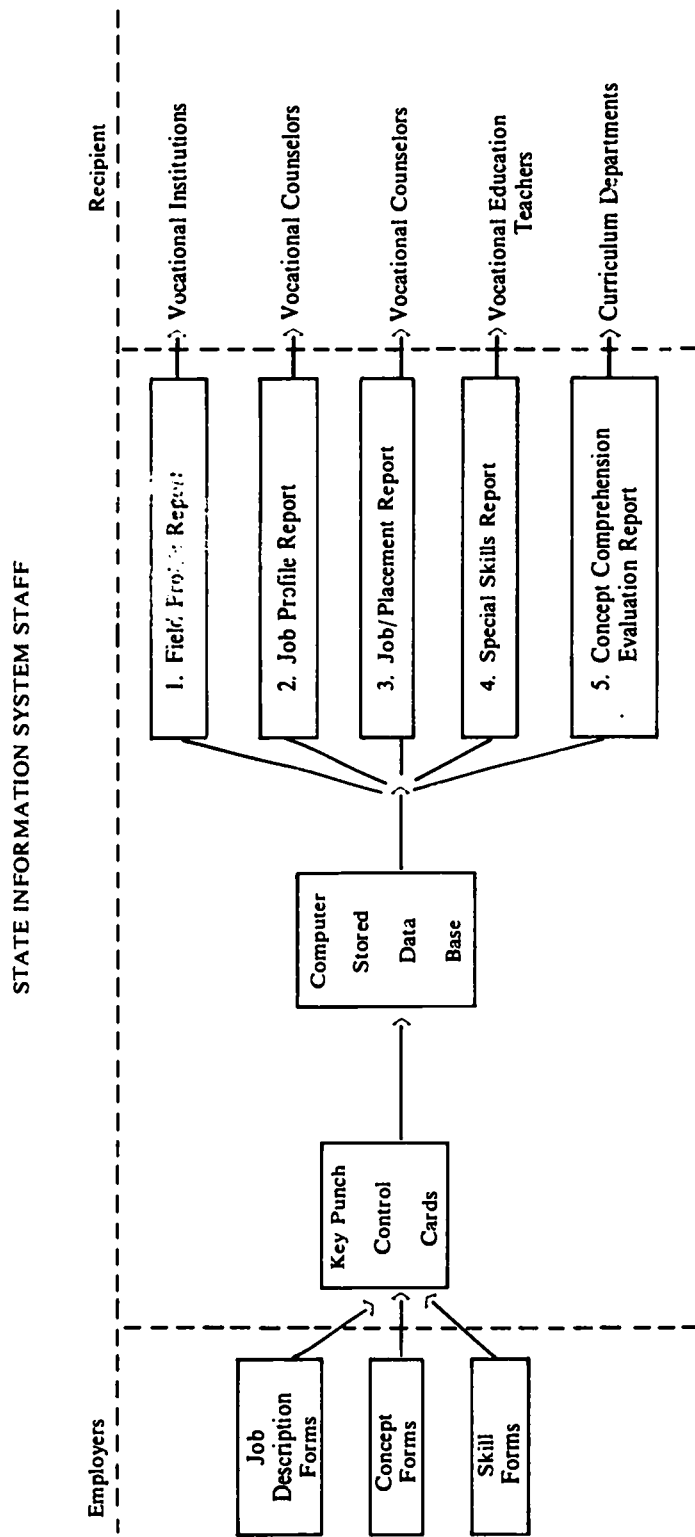 STATE INFORMATION SYSTEM STAFF
Employers
Recipient
Job
Description
Forms
Concept
Forms
Skill
Forms
Key Punch
Control
Cards
Computer
Stored
Data
Base
1. Field Profile Report
2. Job Profile Report
3. Job/Placement Report
4. Special Skills Report
5. Concept Comprehension
Evaluation Report
Vocational Institutions
Vocational Counselors
Vocational Counselors
Vocational Education
Teachers
Curriculum Departments